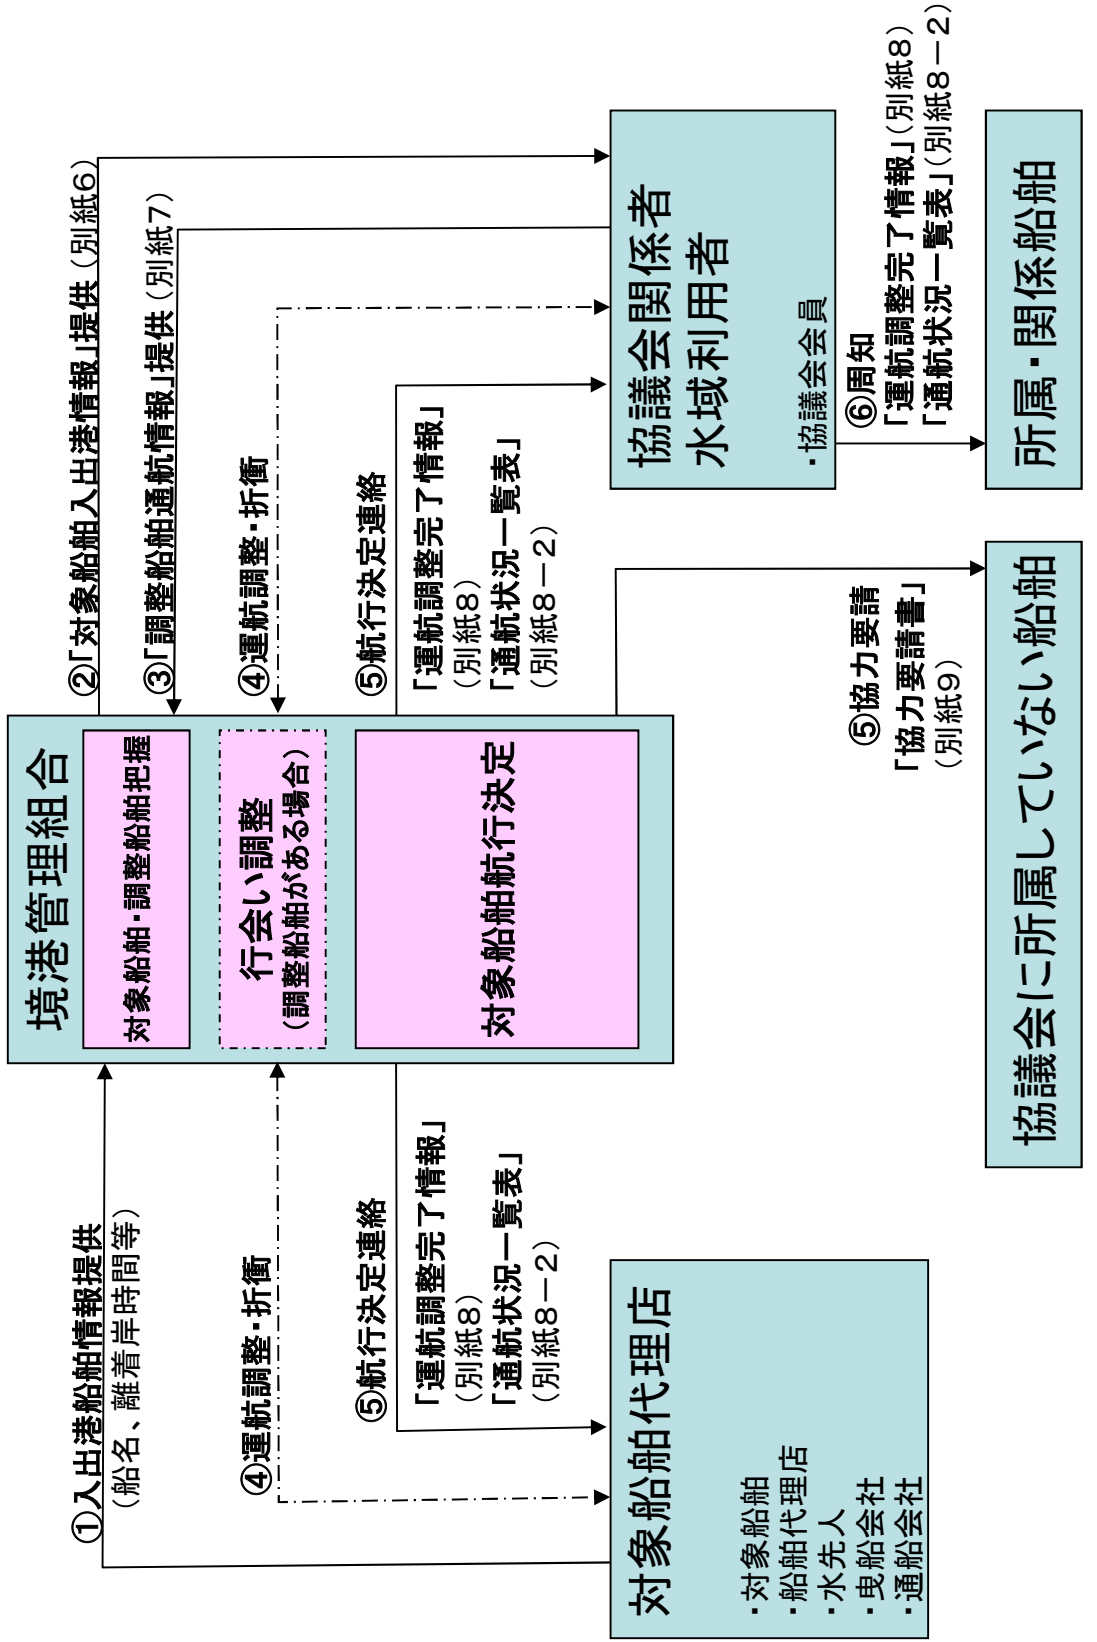 境港管理組合
対象船舶・調整船舶把握
行会い調整
（調整船舶がある場合）
対象船舶航行決定
①入出港船舶情報提供
（船名、離着岸時間等）
④運航調整・折衝
⑤航行決定連絡
「運航調整完了情報」
（別紙８）
「通航状況一覧表」
（別紙８－２）
対象船舶代理店
・対象船舶
・船舶代理店
・水先人
・曳船会社
・通船会社
②「対象船舶入出港情報」提供（別紙６）
③「調整船舶通航情報」提供（別紙７）
④運航調整・折衝
⑤航行決定連絡
「運航調整完了情報」
（別紙８）
「通航状況一覧表」
（別紙８－２）
協議会関係者
水域利用者
・協議会会員
⑥周知
「運航調整完了情報」（別紙８）
「通航状況一覧表」（別紙８－２）
所属・関係船舶
⑤協力要請
「協力要請書」
（別紙９）
協議会に所属していない船舶